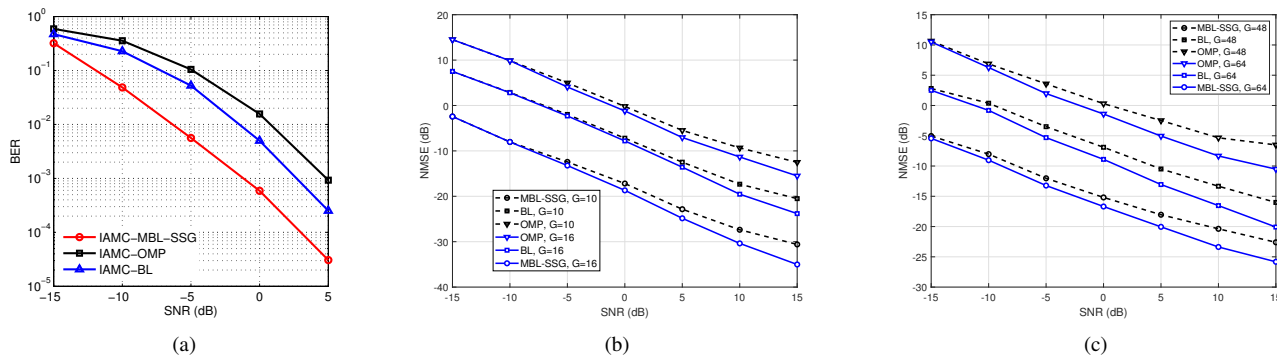 10^0
10^-1
10^-2
10^-3
10^-4
10^-5
BER
IAMC-MBL-SSG
IAMC-OMP
IAMC-BL
-15 -10 -5 0 5
SNR (dB)
(a)
20
10
0
-10
-20
-30
-40
NMSE (dB)
MBL-SSG, G=10
BL, G=10
OMP, G=10
OMP, G=16
BL, G=16
MBL-SSG, G=16
-15 -10 -5 0 5 10 15
SNR (dB)
(b)
15
10
5
0
-5
-10
-15
-20
-25
-30
NMSE (dB)
MBL-SSG, G=48
BL, G=48
OMP, G=48
OMP, G=64
BL, G=64
MBL-SSG, G=64
-15 -10 -5 0 5 10 15
SNR (dB)
(c)